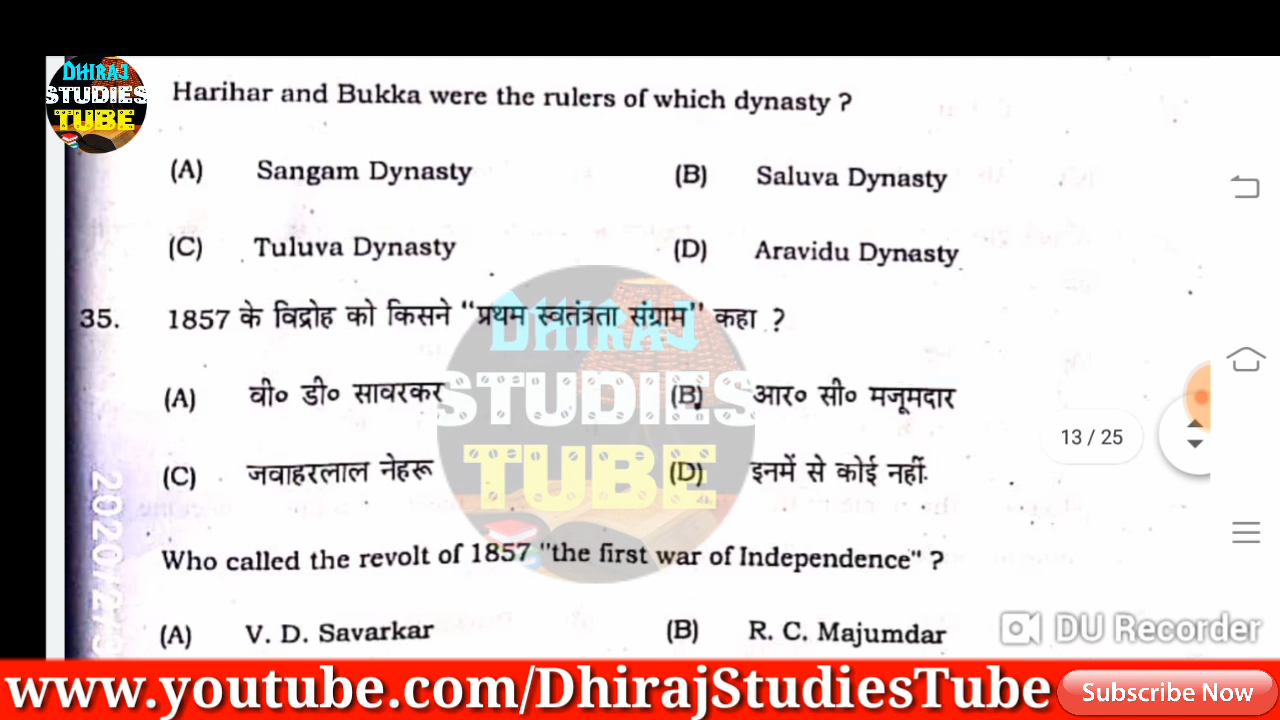 DHIRAJ
STUDIES
TUBE
Harihar and Bukka were the rulers of which dynasty ?
(A) Sangam Dynasty (B) Saluva Dynasty
(C) Tuluva Dynasty (D) Aravidu Dynasty
35. 1857 के विद्रोह को किसने "प्रथम स्वतंत्रता संग्राम" कहा ?
(A) वी० डी० सावरकर (B) आर० सी० मजूमदार
(C) जवाहरलाल नेहरू (D) इनमें से कोई नहीं
DHIRAJ
STUDIES
TUBE
13 / 25
Who called the revolt of 1857 "the first war of Independence" ?
(A) V. D. Savarkar (B) R. C. Majumdar
DU Recorder
www.youtube.com/DhirajStudiesTube
Subscribe Now